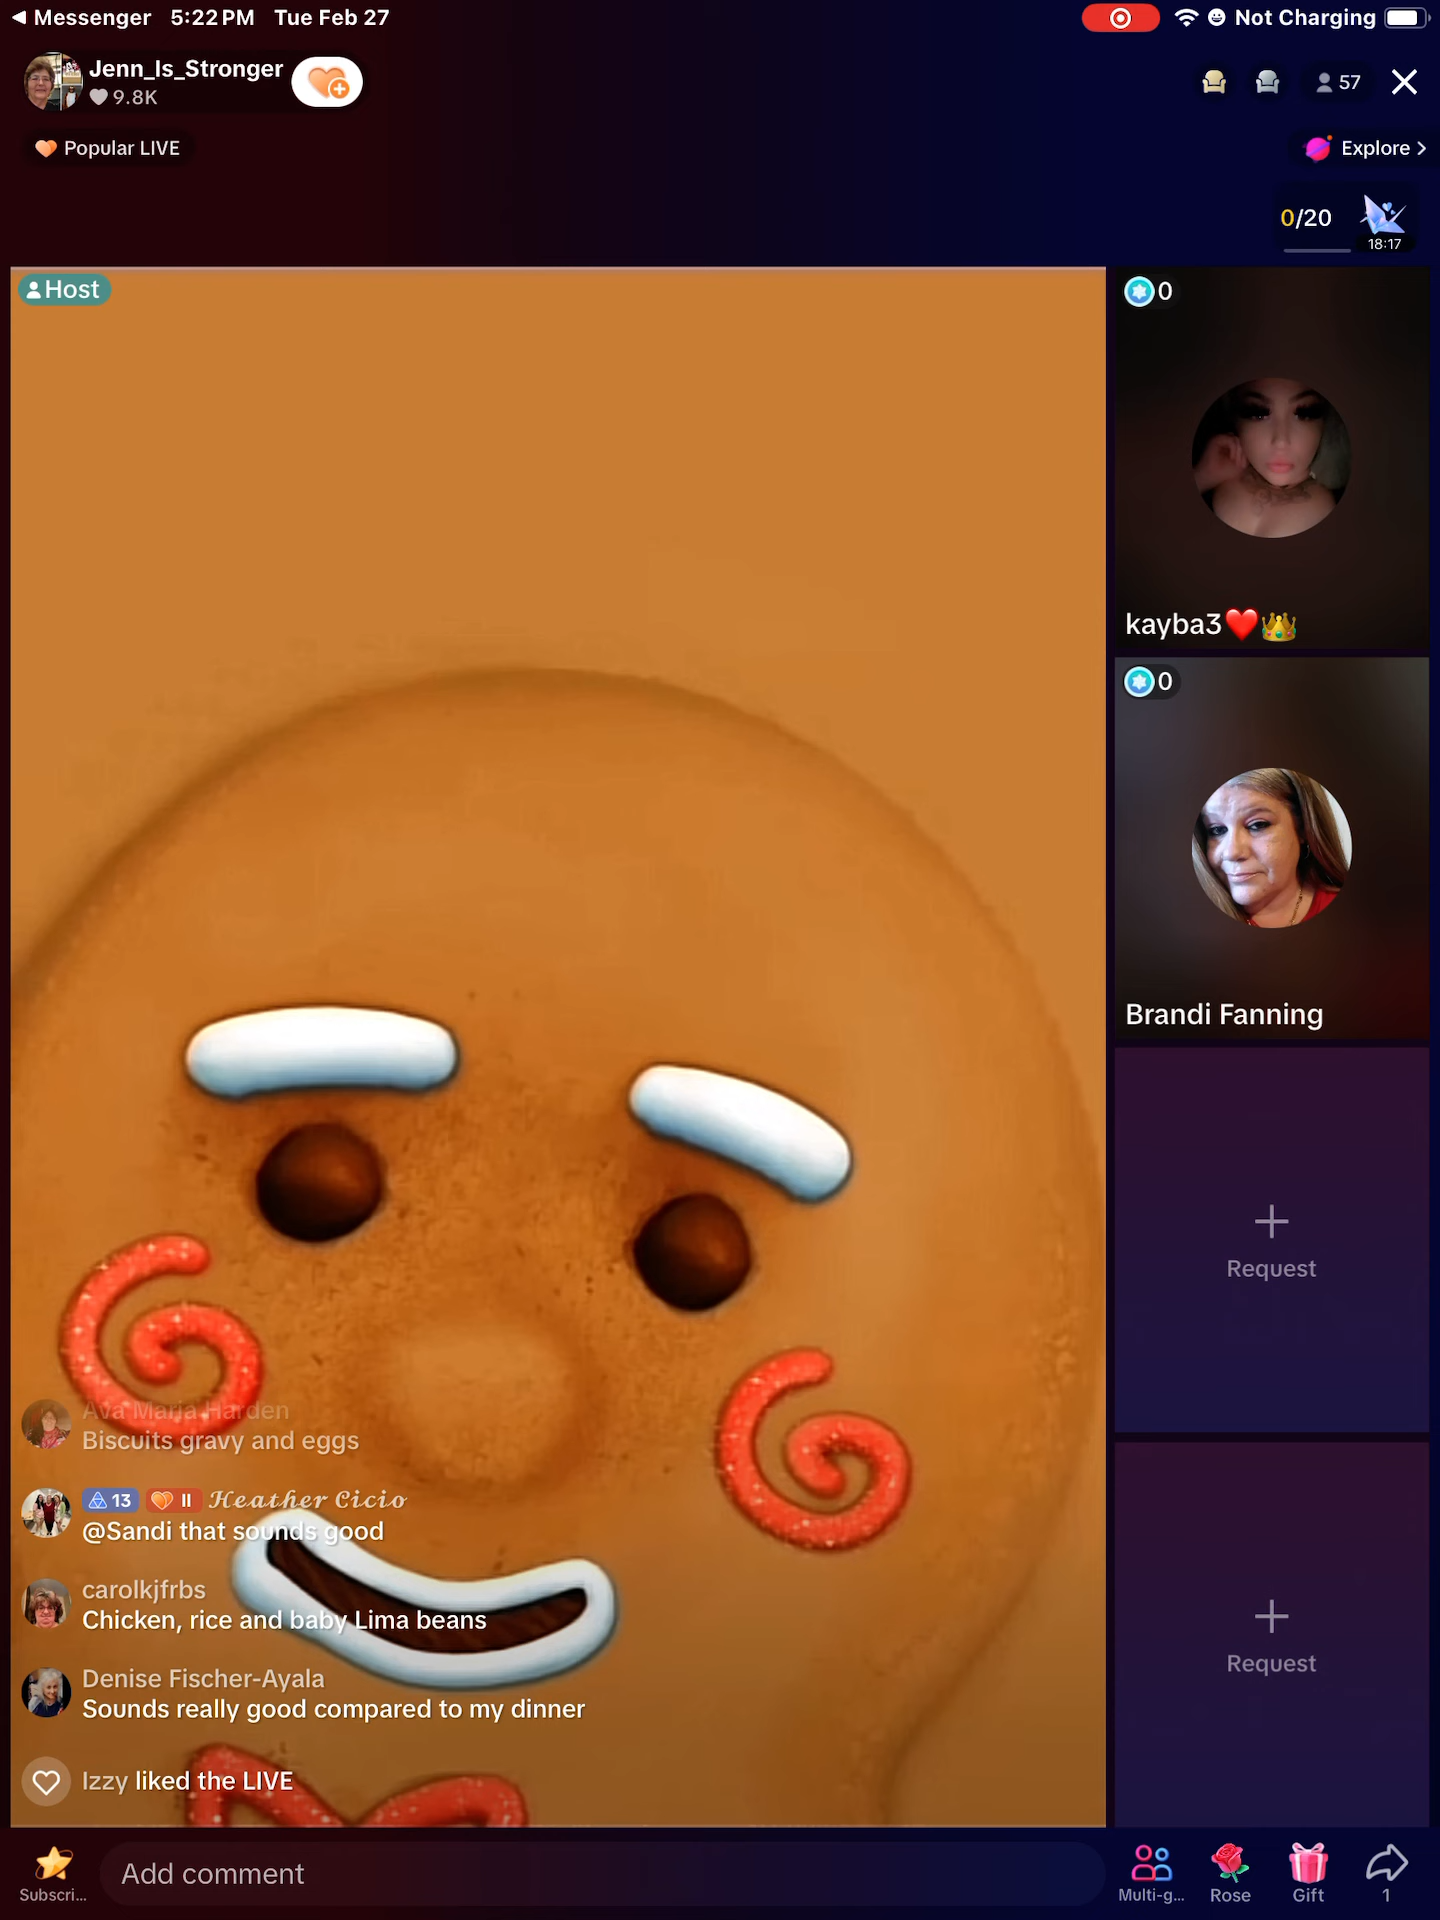 Messenger 5:22 PM Tue Feb 27
Not Charging
Jenn_Is_Stronger
9.8K
57
Popular LIVE
Explore
0/20
18:17
Host
0
kayba3❤️👑
0
Brandi Fanning
Request
Request
Ava Maria Harden
Biscuits gravy and eggs
13 II Heather Cicio
@Sandi that sounds good
carolkjfrbs
Chicken, rice and baby Lima beans
Denise Fischer-Ayala
Sounds really good compared to my dinner
Izzy liked the LIVE
Subscri...
Add comment
Multi-g...
Rose
Gift
1